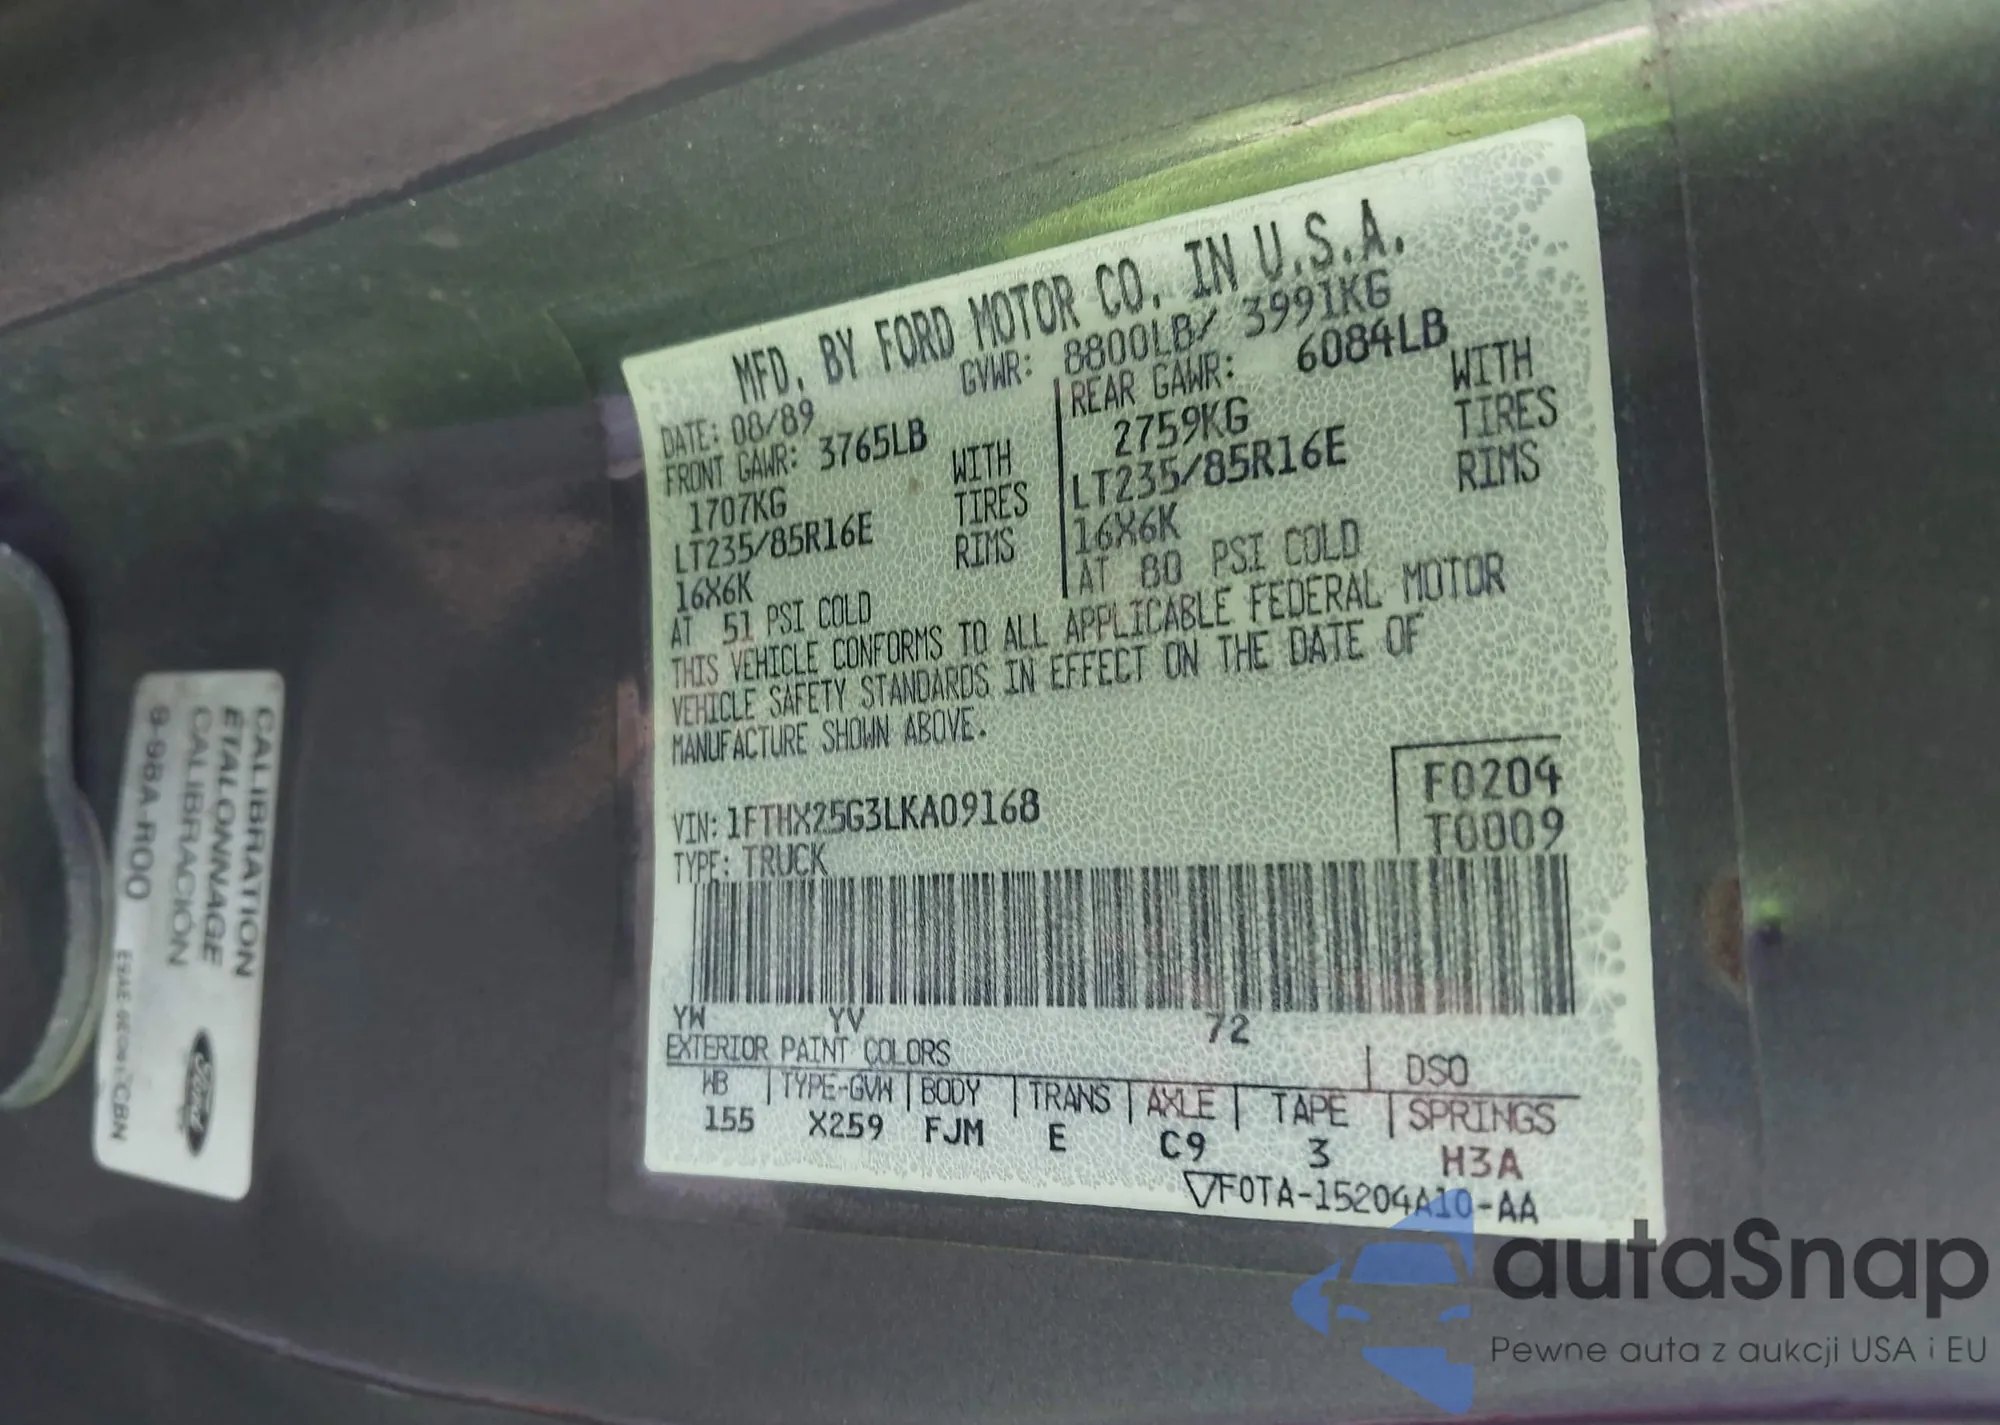 MFD. BY FORD MOTOR CO. IN U.S.A.
DATE: 08/89 GVWR: 8800LB/ 3991KG
FRONT GAWR: 3765LB
1707KG WITH
LT235/85R16E TIRES
16X6K RIMS
AT 51 PSI COLD
REAR GAWR: 6084LB
2759KG WITH
LT235/85R16E TIRES
16X6K RIMS
AT 80 PSI COLD
THIS VEHICLE CONFORMS TO ALL APPLICABLE FEDERAL MOTOR
VEHICLE SAFETY STANDARDS IN EFFECT ON THE DATE OF
MANUFACTURE SHOWN ABOVE.
F0204
T0009
VIN: 1FTHX25G3LKA09168
TYPE: TRUCK
YW YV 72
EXTERIOR PAINT COLORS DSO
WB TYPE-GVW BODY TRANS AXLE TAPE SPRINGS
155 X259 FJM E C9 3 H3A
F0TA-15204A10-AA
CALIBRATION
ETALONNAGE
CALIBRACION
9-98A-R00
Ford
autaSnap
Pewne auta z aukcji USA i EU